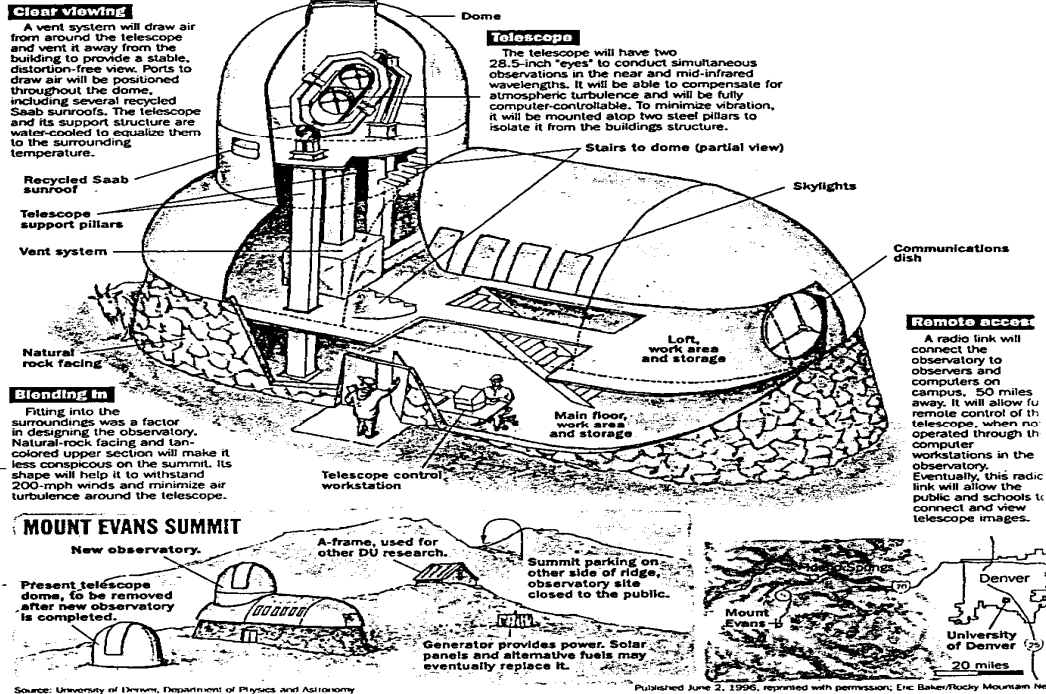 Clear viewing
A vent system will draw air
from around the telescope
and vent it away from the
building to provide a stable,
distortion-free view. Ports to
draw air will be positioned
throughout the dome,
including several recycled
Saab sunroofs. The telescope
and its support structure are
water-cooled to equalize them
to the surrounding
temperature.
Dome
Telescope
The telescope will have two
28.5-inch "eyes" to conduct simultaneous
observations in the near and mid-infrared
wavelengths. It will be able to compensate for
atmospheric turbulence and will be fully
computer-controllable. To minimize vibration,
it will be mounted atop two steel pillars to
isolate it from the buildings structure.
Stairs to dome (partial view)
Recycled Saab
sunroof
Skylights
Telescope
support pillars
Vent system
Communications
dish
Natural
rock facing
Loft,
work area
and storage
Main floor,
work area
and storage
Telescope control
workstation
Remote access
A radio link will
connect the
observatory to
observers and
computers on
campus, 50 miles
away. It will allow fu
remote control of th
telescope, when no
operated through th
computer
workstations in the
observatory.
Eventually, this radio
link will allow the
public and schools to
connect and view
telescope images.
Blending in
Fitting into the
surroundings was a factor
in designing the observatory.
Natural-rock facing and tan-
colored upper section will make it
less conspicous on the summit. Its
shape will help it to withstand
200-mph winds and minimize air
turbulence around the telescope.
MOUNT EVANS SUMMIT
New observatory.
A-frame, used for
other DU research.
Summit parking on
other side of ridge,
observatory site
closed to the public.
Present telescope
dome, to be removed
after new observatory
is completed.
Generator provides power. Solar
panels and alternative fuels may
eventually replace it.
Idaho Springs
70
Mount
Evans
Denver
University
of Denver
25
20 miles
Source: University of Denver, Department of Physics and Astronomy
Published June 2, 1996, reprinted with permission; Eric Baker/Rocky Mountain Ne